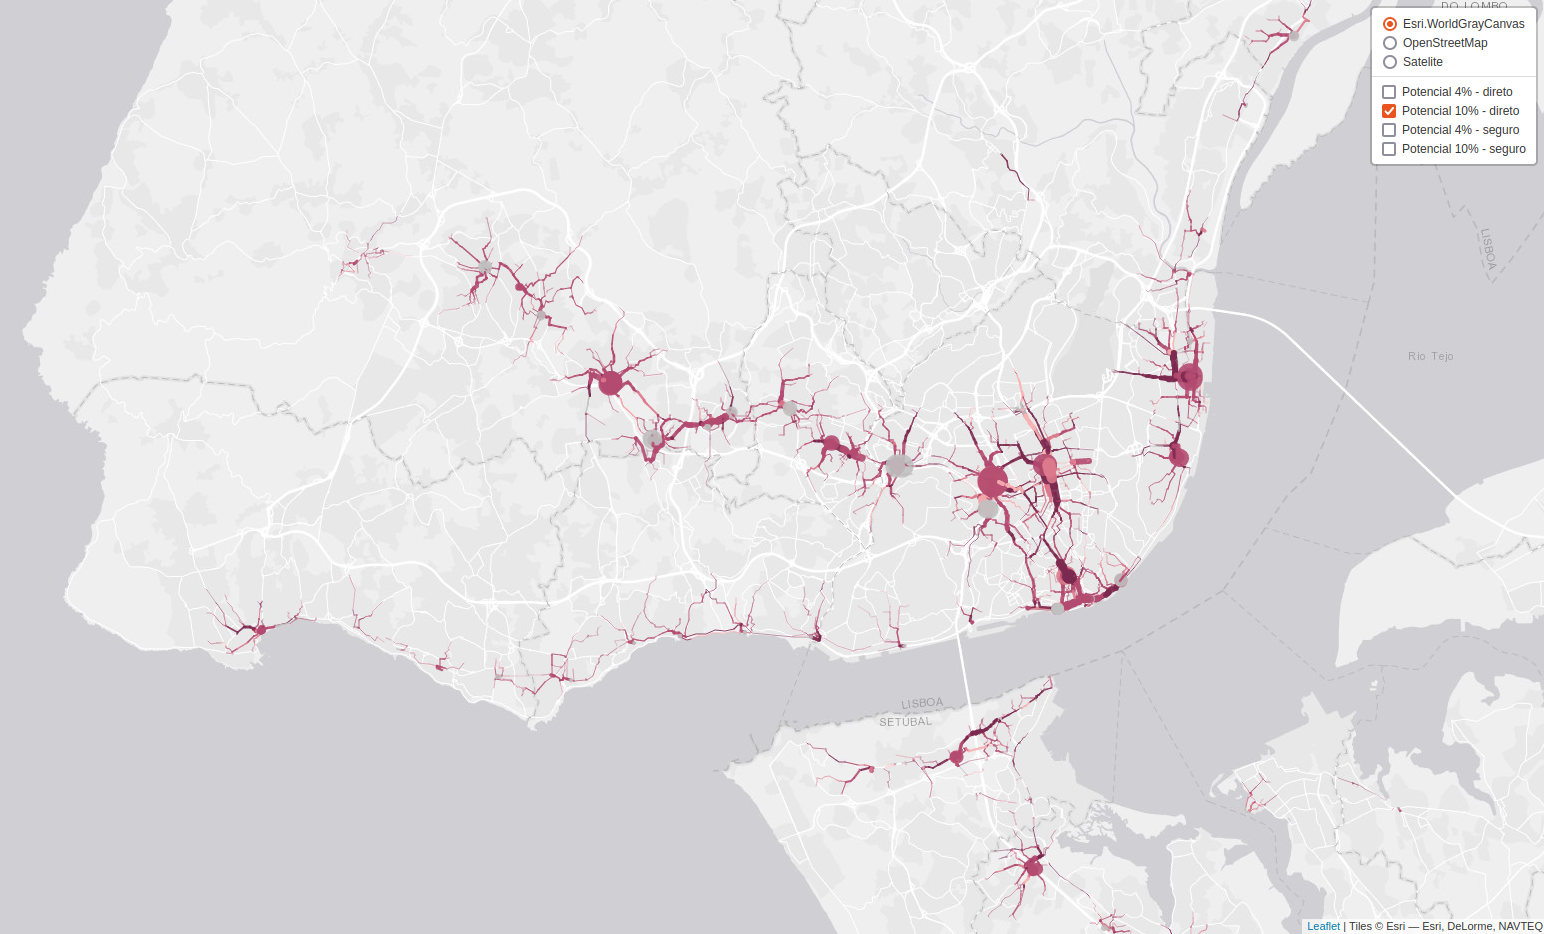 DO LOMBO
Esri.WorldGrayCanvas
OpenStreetMap
Satelite
Potencial 4% - direto
Potencial 10% - direto
Potencial 4% - seguro
Potencial 10% - seguro
LISBOA
Rio Tejo
LISBOA
SETUBAL
Leaflet | Tiles © Esri — Esri, DeLorme, NAVTEQ